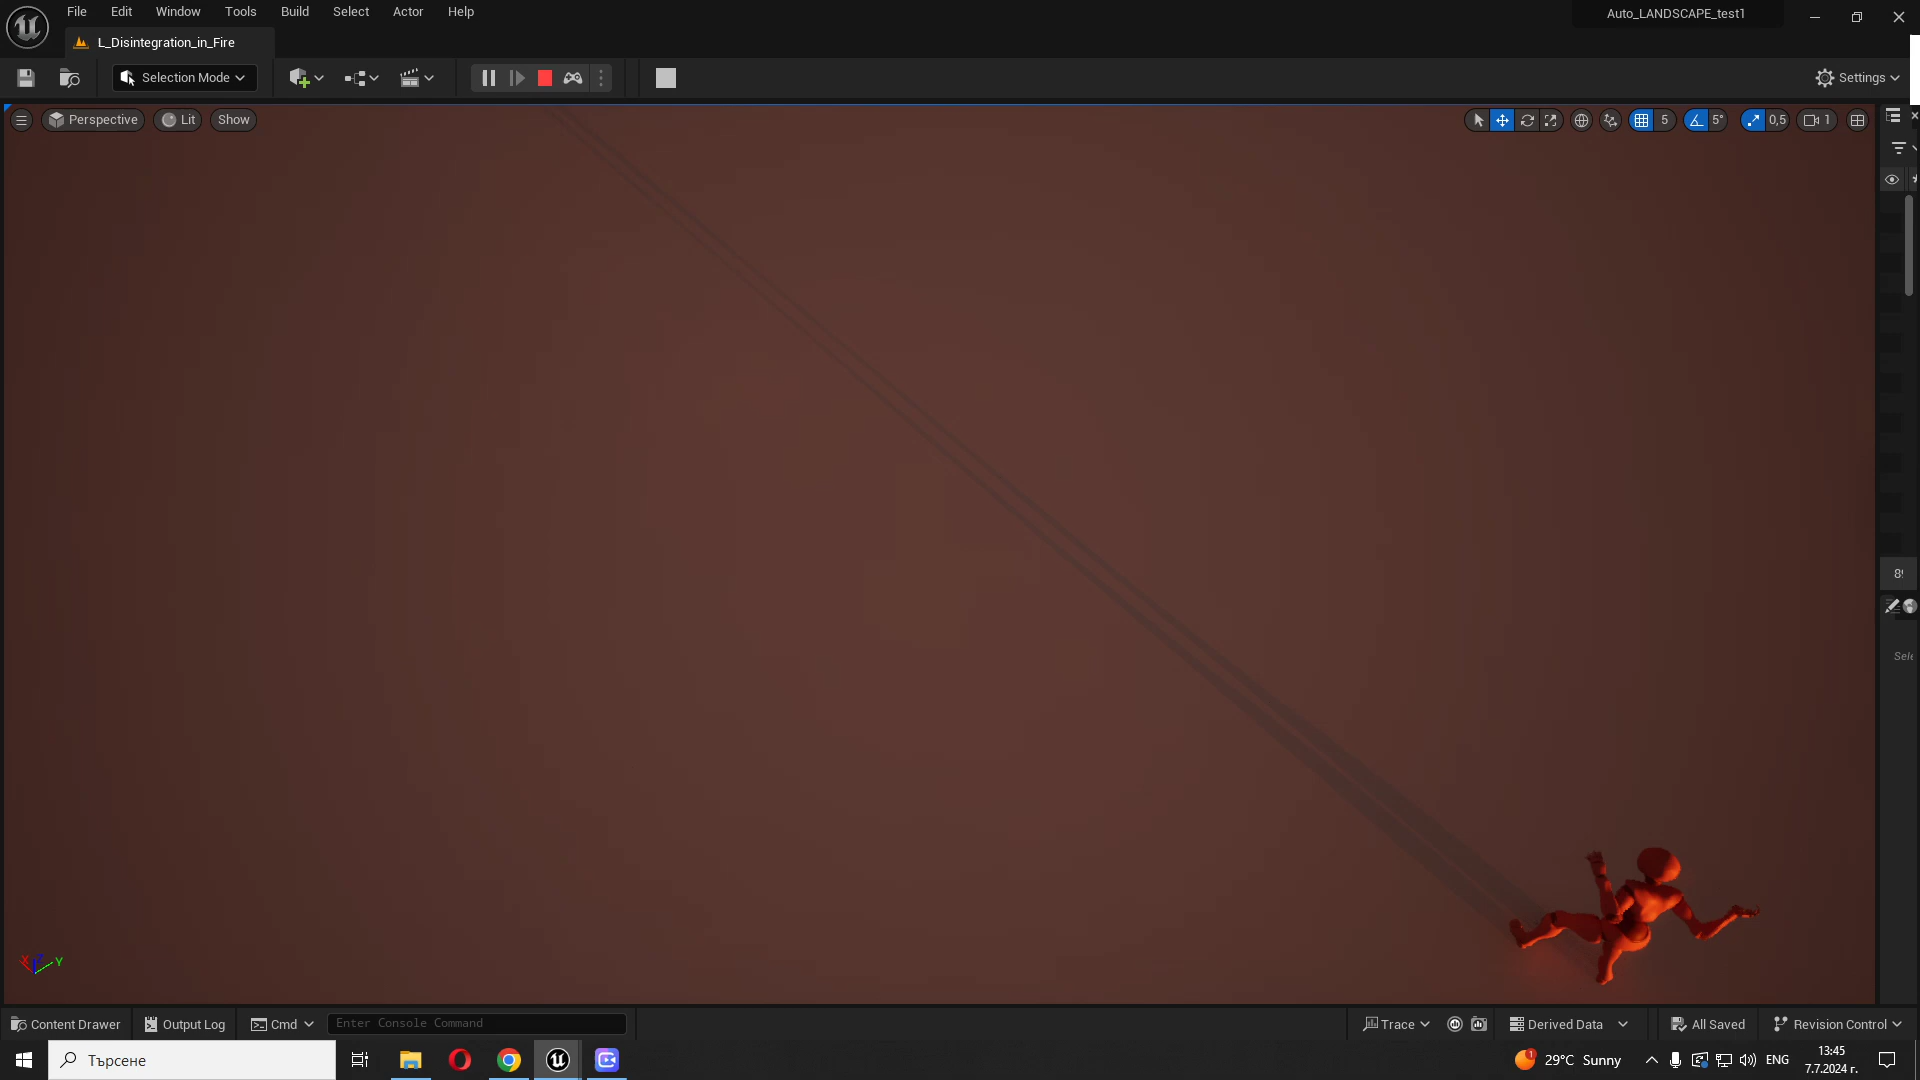 File Edit Window Tools Build Select Actor Help
Auto_LANDSCAPE_test1
L_Disintegration_in_Fire
Selection Mode
Settings
Perspective Lit Show
5 5° 0,5 1
X Y
Content Drawer Output Log Cmd Enter Console Command Trace Derived Data All Saved Revision Control
Търсене
29°C Sunny
ENG
13:45
7.7.2024 г.